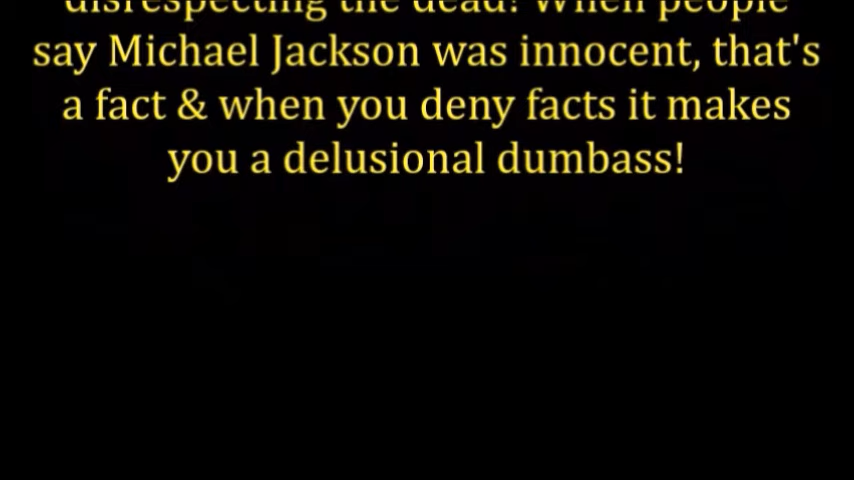 disrespecting the dead! When people
say Michael Jackson was innocent, that's
a fact & when you deny facts it makes
you a delusional dumbass!